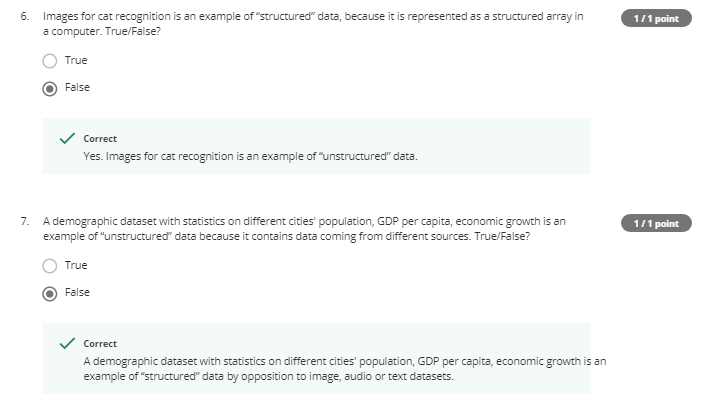 6. Images for cat recognition is an example of “structured” data, because it is represented as a structured array in
a computer. True/False?
1 / 1 point
True
False
Correct
Yes. Images for cat recognition is an example of “unstructured” data.
7. A demographic dataset with statistics on different cities' population, GDP per capita, economic growth is an
example of “unstructured” data because it contains data coming from different sources. True/False?
1 / 1 point
True
False
Correct
A demographic dataset with statistics on different cities' population, GDP per capita, economic growth is an
example of “structured” data by opposition to image, audio or text datasets.